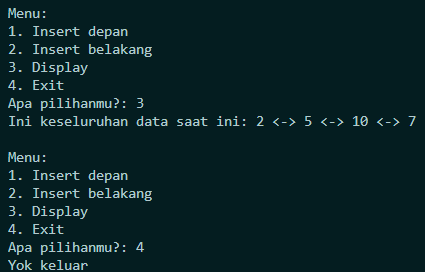 Menu:
1. Insert depan
2. Insert belakang
3. Display
4. Exit
Apa pilihanmu?: 3
Ini keseluruhan data saat ini: 2 <-> 5 <-> 10 <-> 7
Menu:
1. Insert depan
2. Insert belakang
3. Display
4. Exit
Apa pilihanmu?: 4
Yok keluar